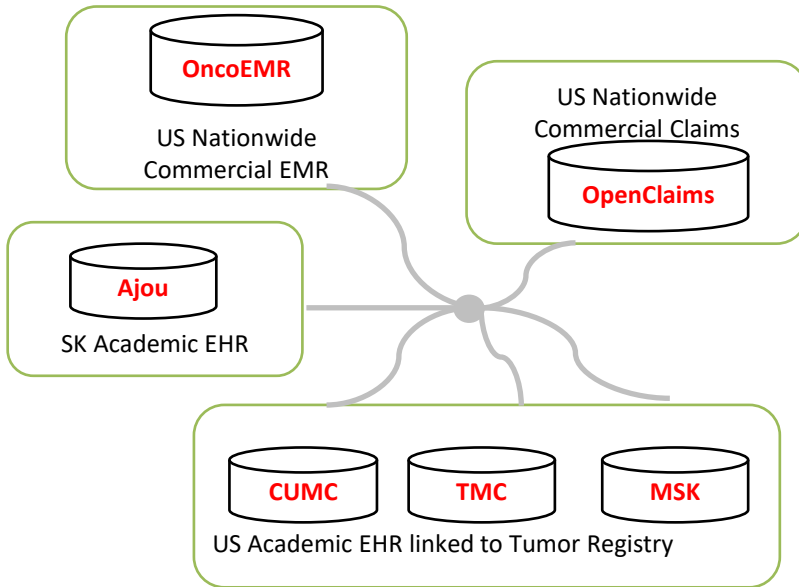 OncoEMR
US Nationwide
Commercial EMR
US Nationwide
Commercial Claims
OpenClaims
Ajou
SK Academic EHR
CUMC
TMC
MSK
US Academic EHR linked to Tumor Registry